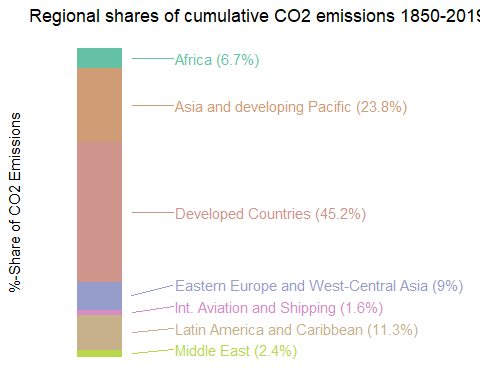 Regional shares of cumulative CO2 emissions 1850-2019
%-Share of CO2 Emissions
Africa (6.7%)
Asia and developing Pacific (23.8%)
Developed Countries (45.2%)
Eastern Europe and West-Central Asia (9%)
Int. Aviation and Shipping (1.6%)
Latin America and Caribbean (11.3%)
Middle East (2.4%)